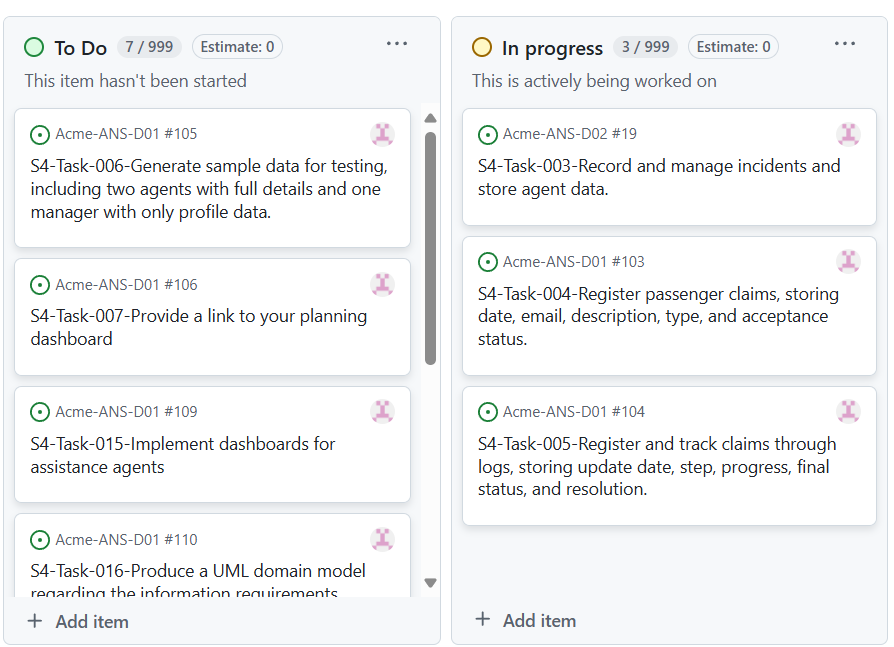 To Do 7 / 999 Estimate: 0 ...
This item hasn't been started
Acme-ANS-D01 #105
S4-Task-006-Generate sample data for testing,
including two agents with full details and one
manager with only profile data.
Acme-ANS-D01 #106
S4-Task-007-Provide a link to your planning
dashboard
Acme-ANS-D01 #109
S4-Task-015-Implement dashboards for
assistance agents
Acme-ANS-D01 #110
S4-Task-016-Produce a UML domain model
regarding the information requirements
+ Add item
In progress 3 / 999 Estimate: 0 ...
This is actively being worked on
Acme-ANS-D02 #19
S4-Task-003-Record and manage incidents and
store agent data.
Acme-ANS-D01 #103
S4-Task-004-Register passenger claims, storing
date, email, description, type, and acceptance
status.
Acme-ANS-D01 #104
S4-Task-005-Register and track claims through
logs, storing update date, step, progress, final
status, and resolution.
+ Add item